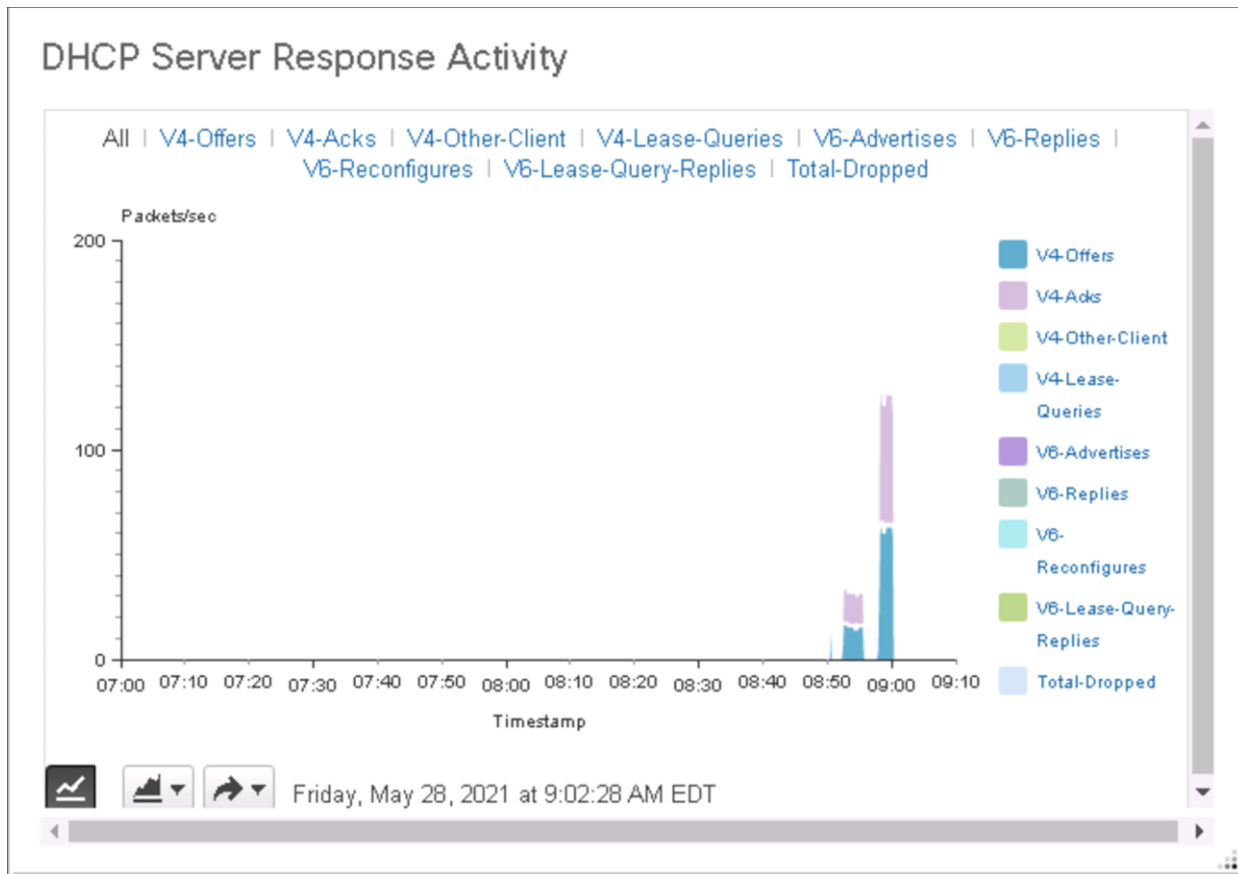 DHCP Server Response Activity
All | V4-Offers | V4-Acks | V4-Other-Client | V4-Lease-Queries | V6-Advertises | V6-Replies |
V6-Reconfigures | V6-Lease-Query-Replies | Total-Dropped
Packets/sec
200
100
0
07:00 07:10 07:20 07:30 07:40 07:50 08:00 08:10 08:20 08:30 08:40 08:50 09:00 09:10
Timestamp
V4-Offers
V4-Acks
V4-Other-Client
V4-Lease-
Queries
V6-Advertises
V6-Replies
V6-
Reconfigures
V6-Lease-Query-
Replies
Total-Dropped
Friday, May 28, 2021 at 9:02:28 AM EDT